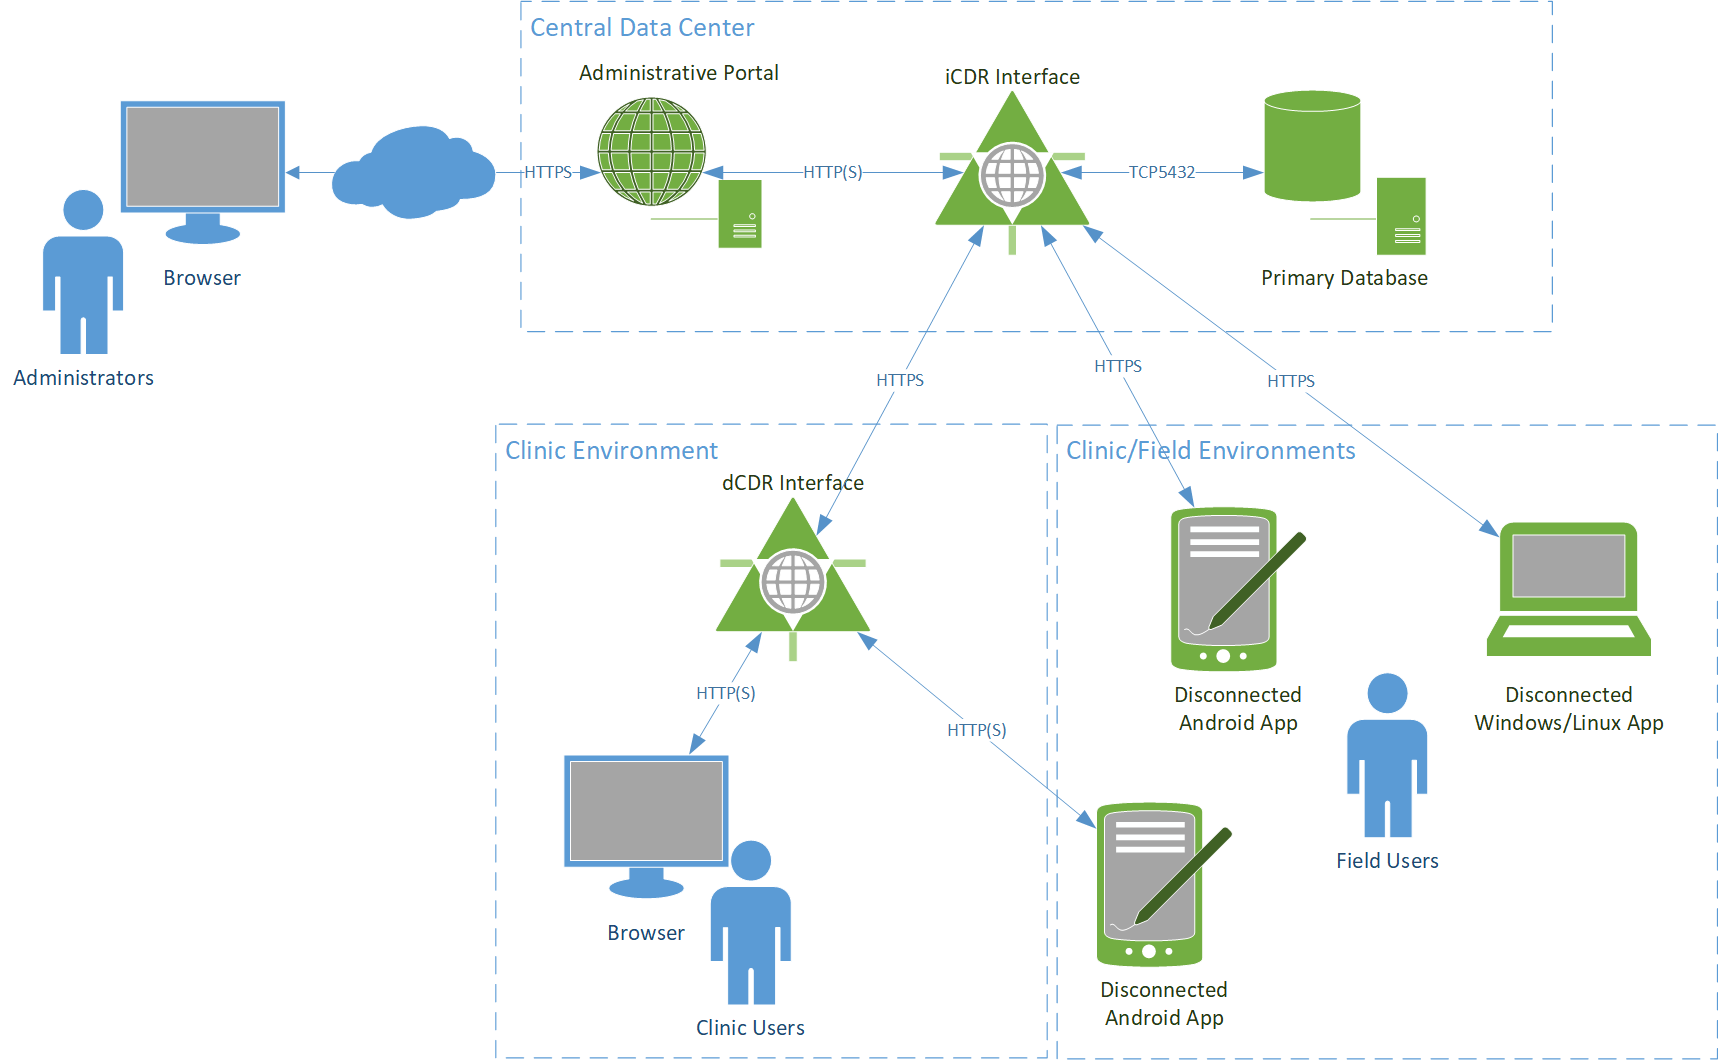 Central Data Center
Administrative Portal
iCDR Interface
HTTPS
HTTP(S)
TCP5432
Browser
Primary Database
Administrators
HTTPS
HTTPS
HTTPS
Clinic Environment
Clinic/Field Environments
dCDR Interface
HTTP(S)
HTTP(S)
Disconnected
Android App
Disconnected
Windows/Linux App
Field Users
Browser
Clinic Users
Disconnected
Android App